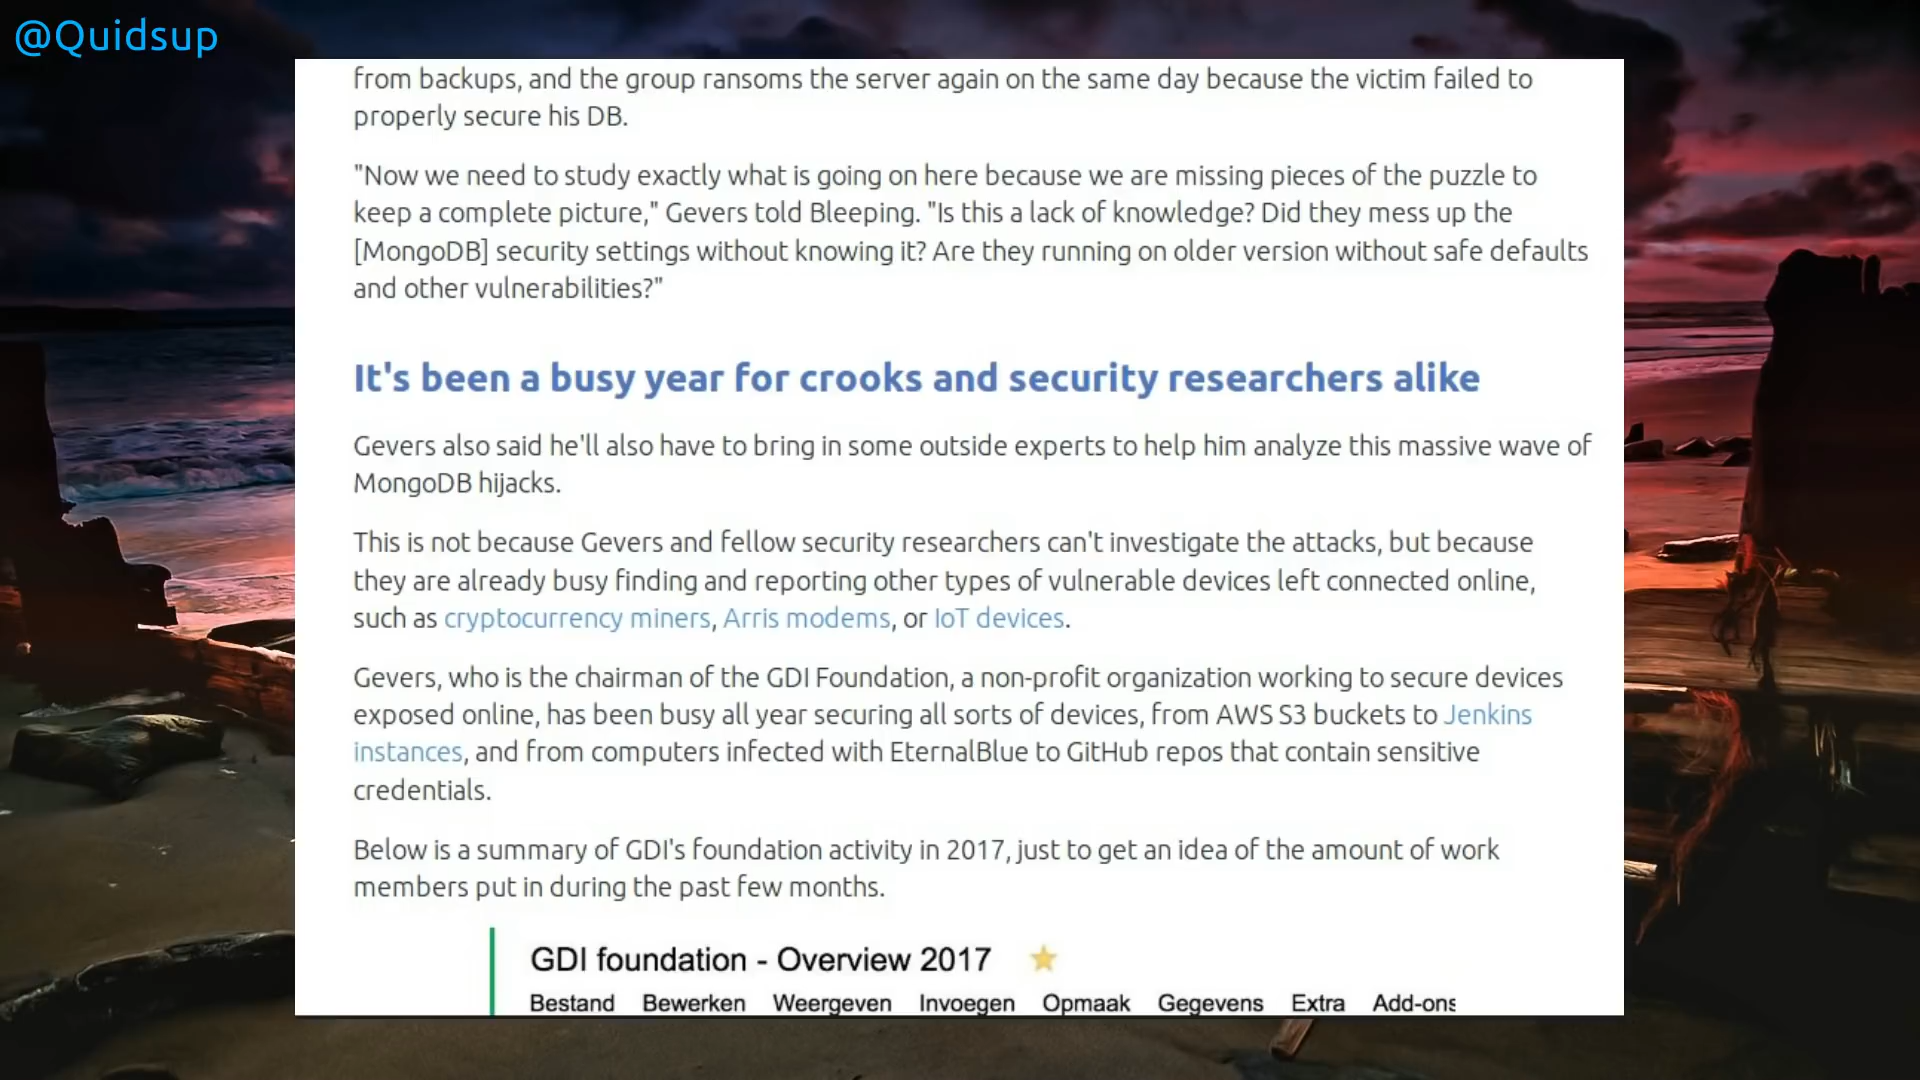 @Quidsup
from backups, and the group ransoms the server again on the same day because the victim failed to
properly secure his DB.
"Now we need to study exactly what is going on here because we are missing pieces of the puzzle to
keep a complete picture," Gevers told Bleeping. "Is this a lack of knowledge? Did they mess up the
[MongoDB] security settings without knowing it? Are they running on older version without safe defaults
and other vulnerabilities?"
It's been a busy year for crooks and security researchers alike
Gevers also said he'll also have to bring in some outside experts to help him analyze this massive wave of
MongoDB hijacks.
This is not because Gevers and fellow security researchers can't investigate the attacks, but because
they are already busy finding and reporting other types of vulnerable devices left connected online,
such as cryptocurrency miners, Arris modems, or IoT devices.
Gevers, who is the chairman of the GDI Foundation, a non-profit organization working to secure devices
exposed online, has been busy all year securing all sorts of devices, from AWS S3 buckets to Jenkins
instances, and from computers infected with EternalBlue to GitHub repos that contain sensitive
credentials.
Below is a summary of GDI's foundation activity in 2017, just to get an idea of the amount of work
members put in during the past few months.
GDI foundation - Overview 2017
Bestand Bewerken Weergeven Invoegen Opmaak Gegevens Extra Add-ons